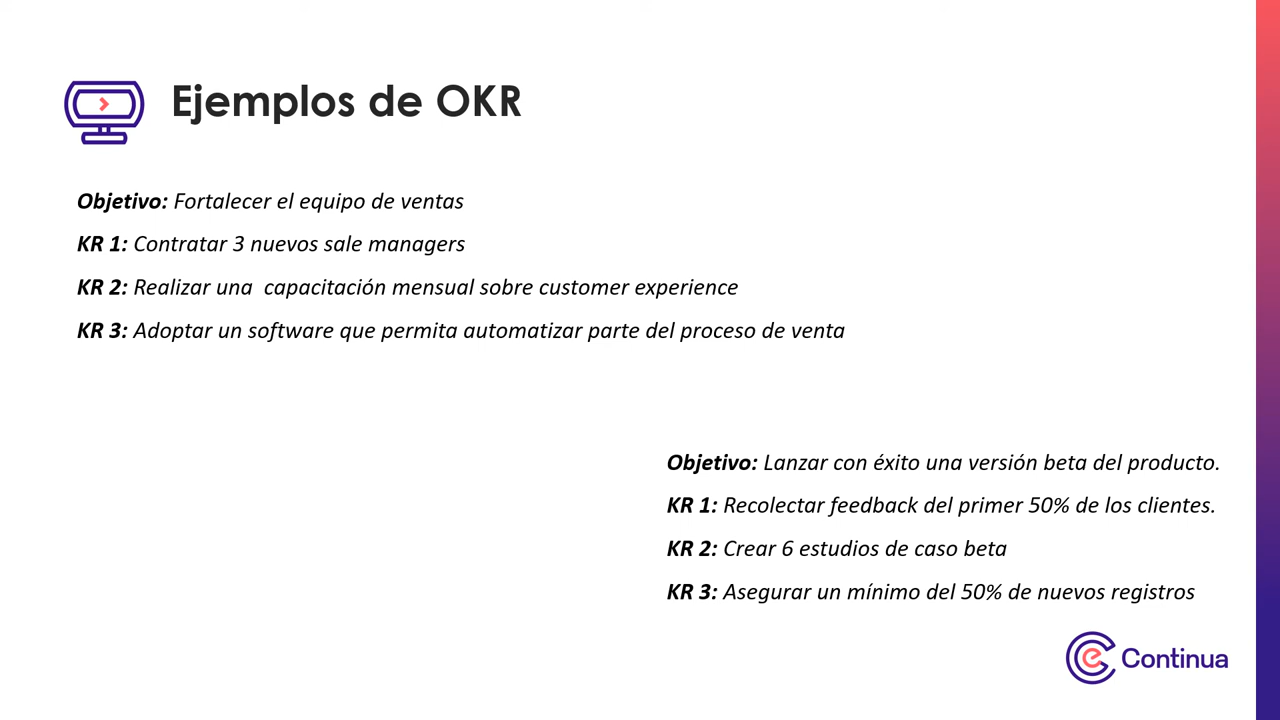 Ejemplos de OKR
Objetivo: Fortalecer el equipo de ventas
KR 1: Contratar 3 nuevos sale managers
KR 2: Realizar una  capacitación mensual sobre customer experience
KR 3: Adoptar un software que permita automatizar parte del proceso de venta
Objetivo: Lanzar con éxito una versión beta del producto.
KR 1: Recolectar feedback del primer 50% de los clientes.
KR 2: Crear 6 estudios de caso beta
KR 3: Asegurar un mínimo del 50% de nuevos registros
Continua